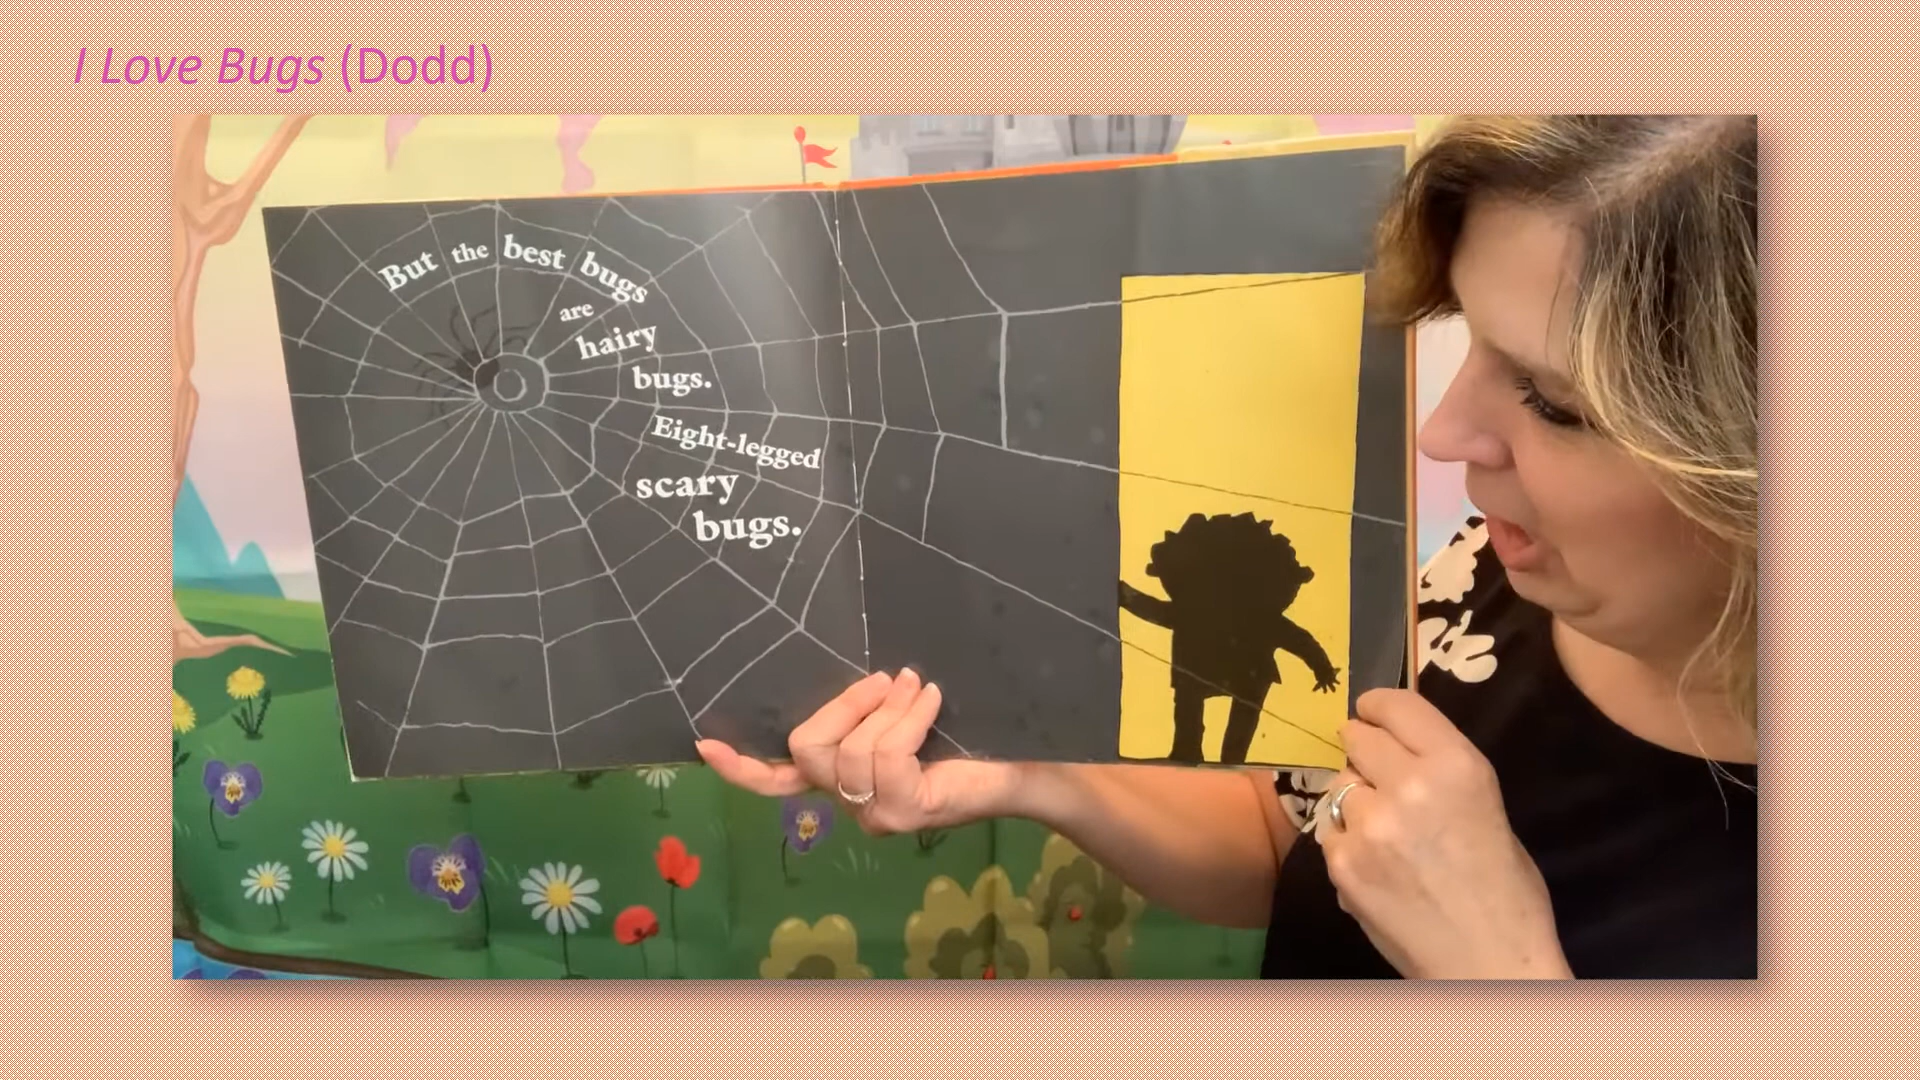 I Love Bugs (Dodd)
But the best bugs
are
hairy
bugs.
Eight-legged
scary
bugs.